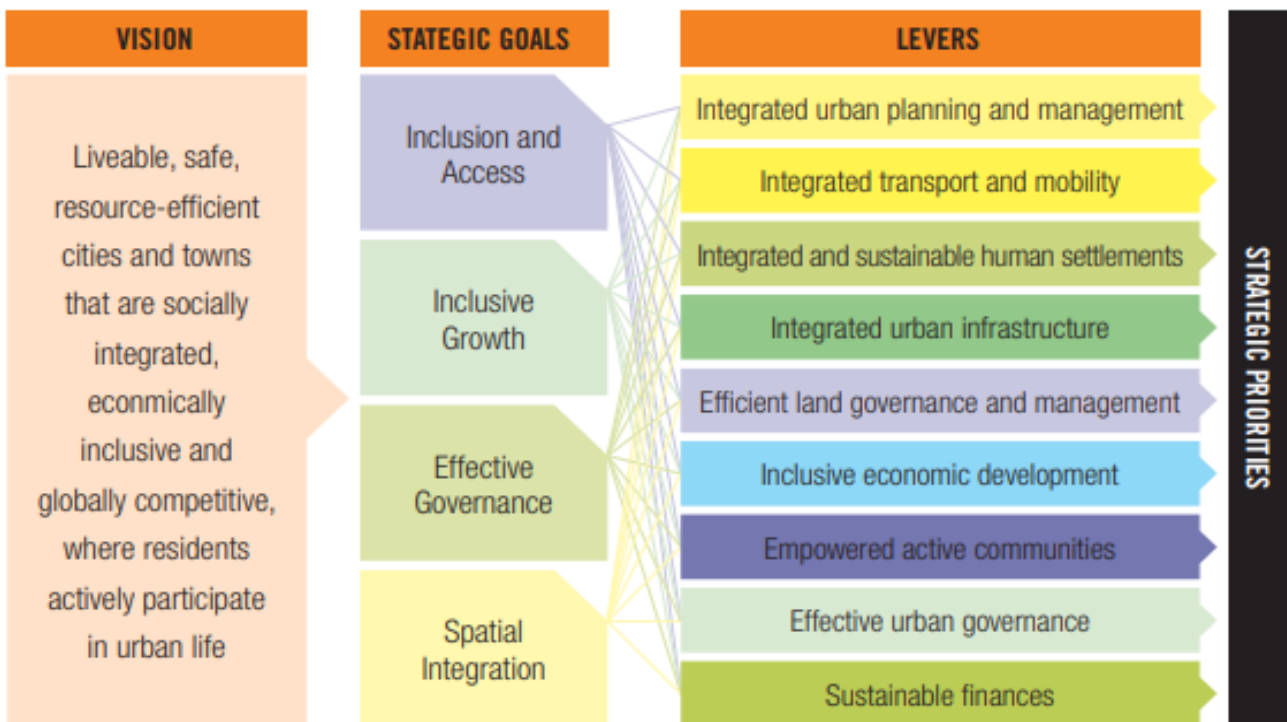 VISION
Liveable, safe,
resource-efficient
cities and towns
that are socially
integrated,
econmically
inclusive and
globally competitive,
where residents
actively participate
in urban life
STATEGIC GOALS
Inclusion and
Access
Inclusive
Growth
Effective
Governance
Spatial
Integration
LEVERS
Integrated urban planning and management
Integrated transport and mobility
Integrated and sustainable human settlements
Integrated urban infrastructure
Efficient land governance and management
Inclusive economic development
Empowered active communities
Effective urban governance
Sustainable finances
STRATEGIC PRIORITIES